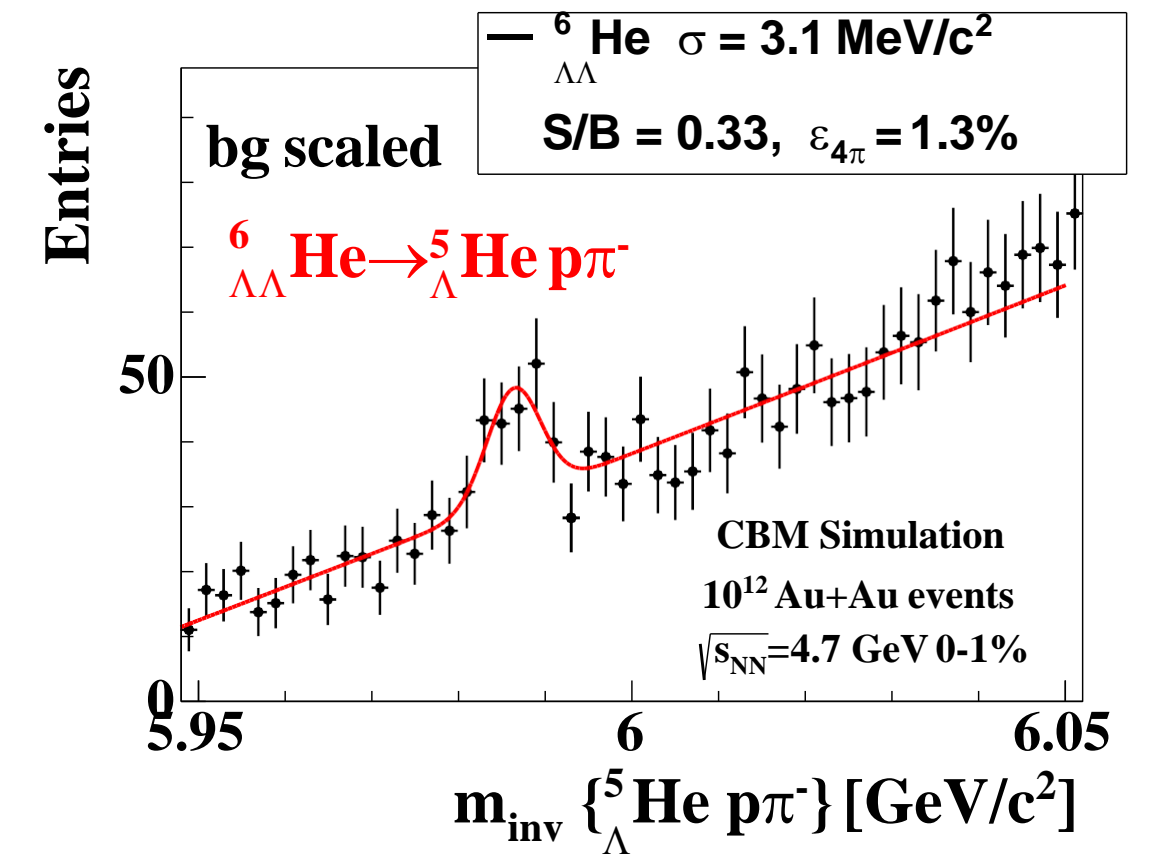 ⁶ΛΛHe σ = 3.1 MeV/c²
S/B = 0.33, ε4π = 1.3%
Entries
bg scaled
⁶ΛΛHe→⁵ΛHe pπ⁻
50
CBM Simulation
10¹² Au+Au events
√sNN=4.7 GeV 0-1%
0
5.95 6 6.05
minv {⁵ΛHe pπ⁻} [GeV/c²]